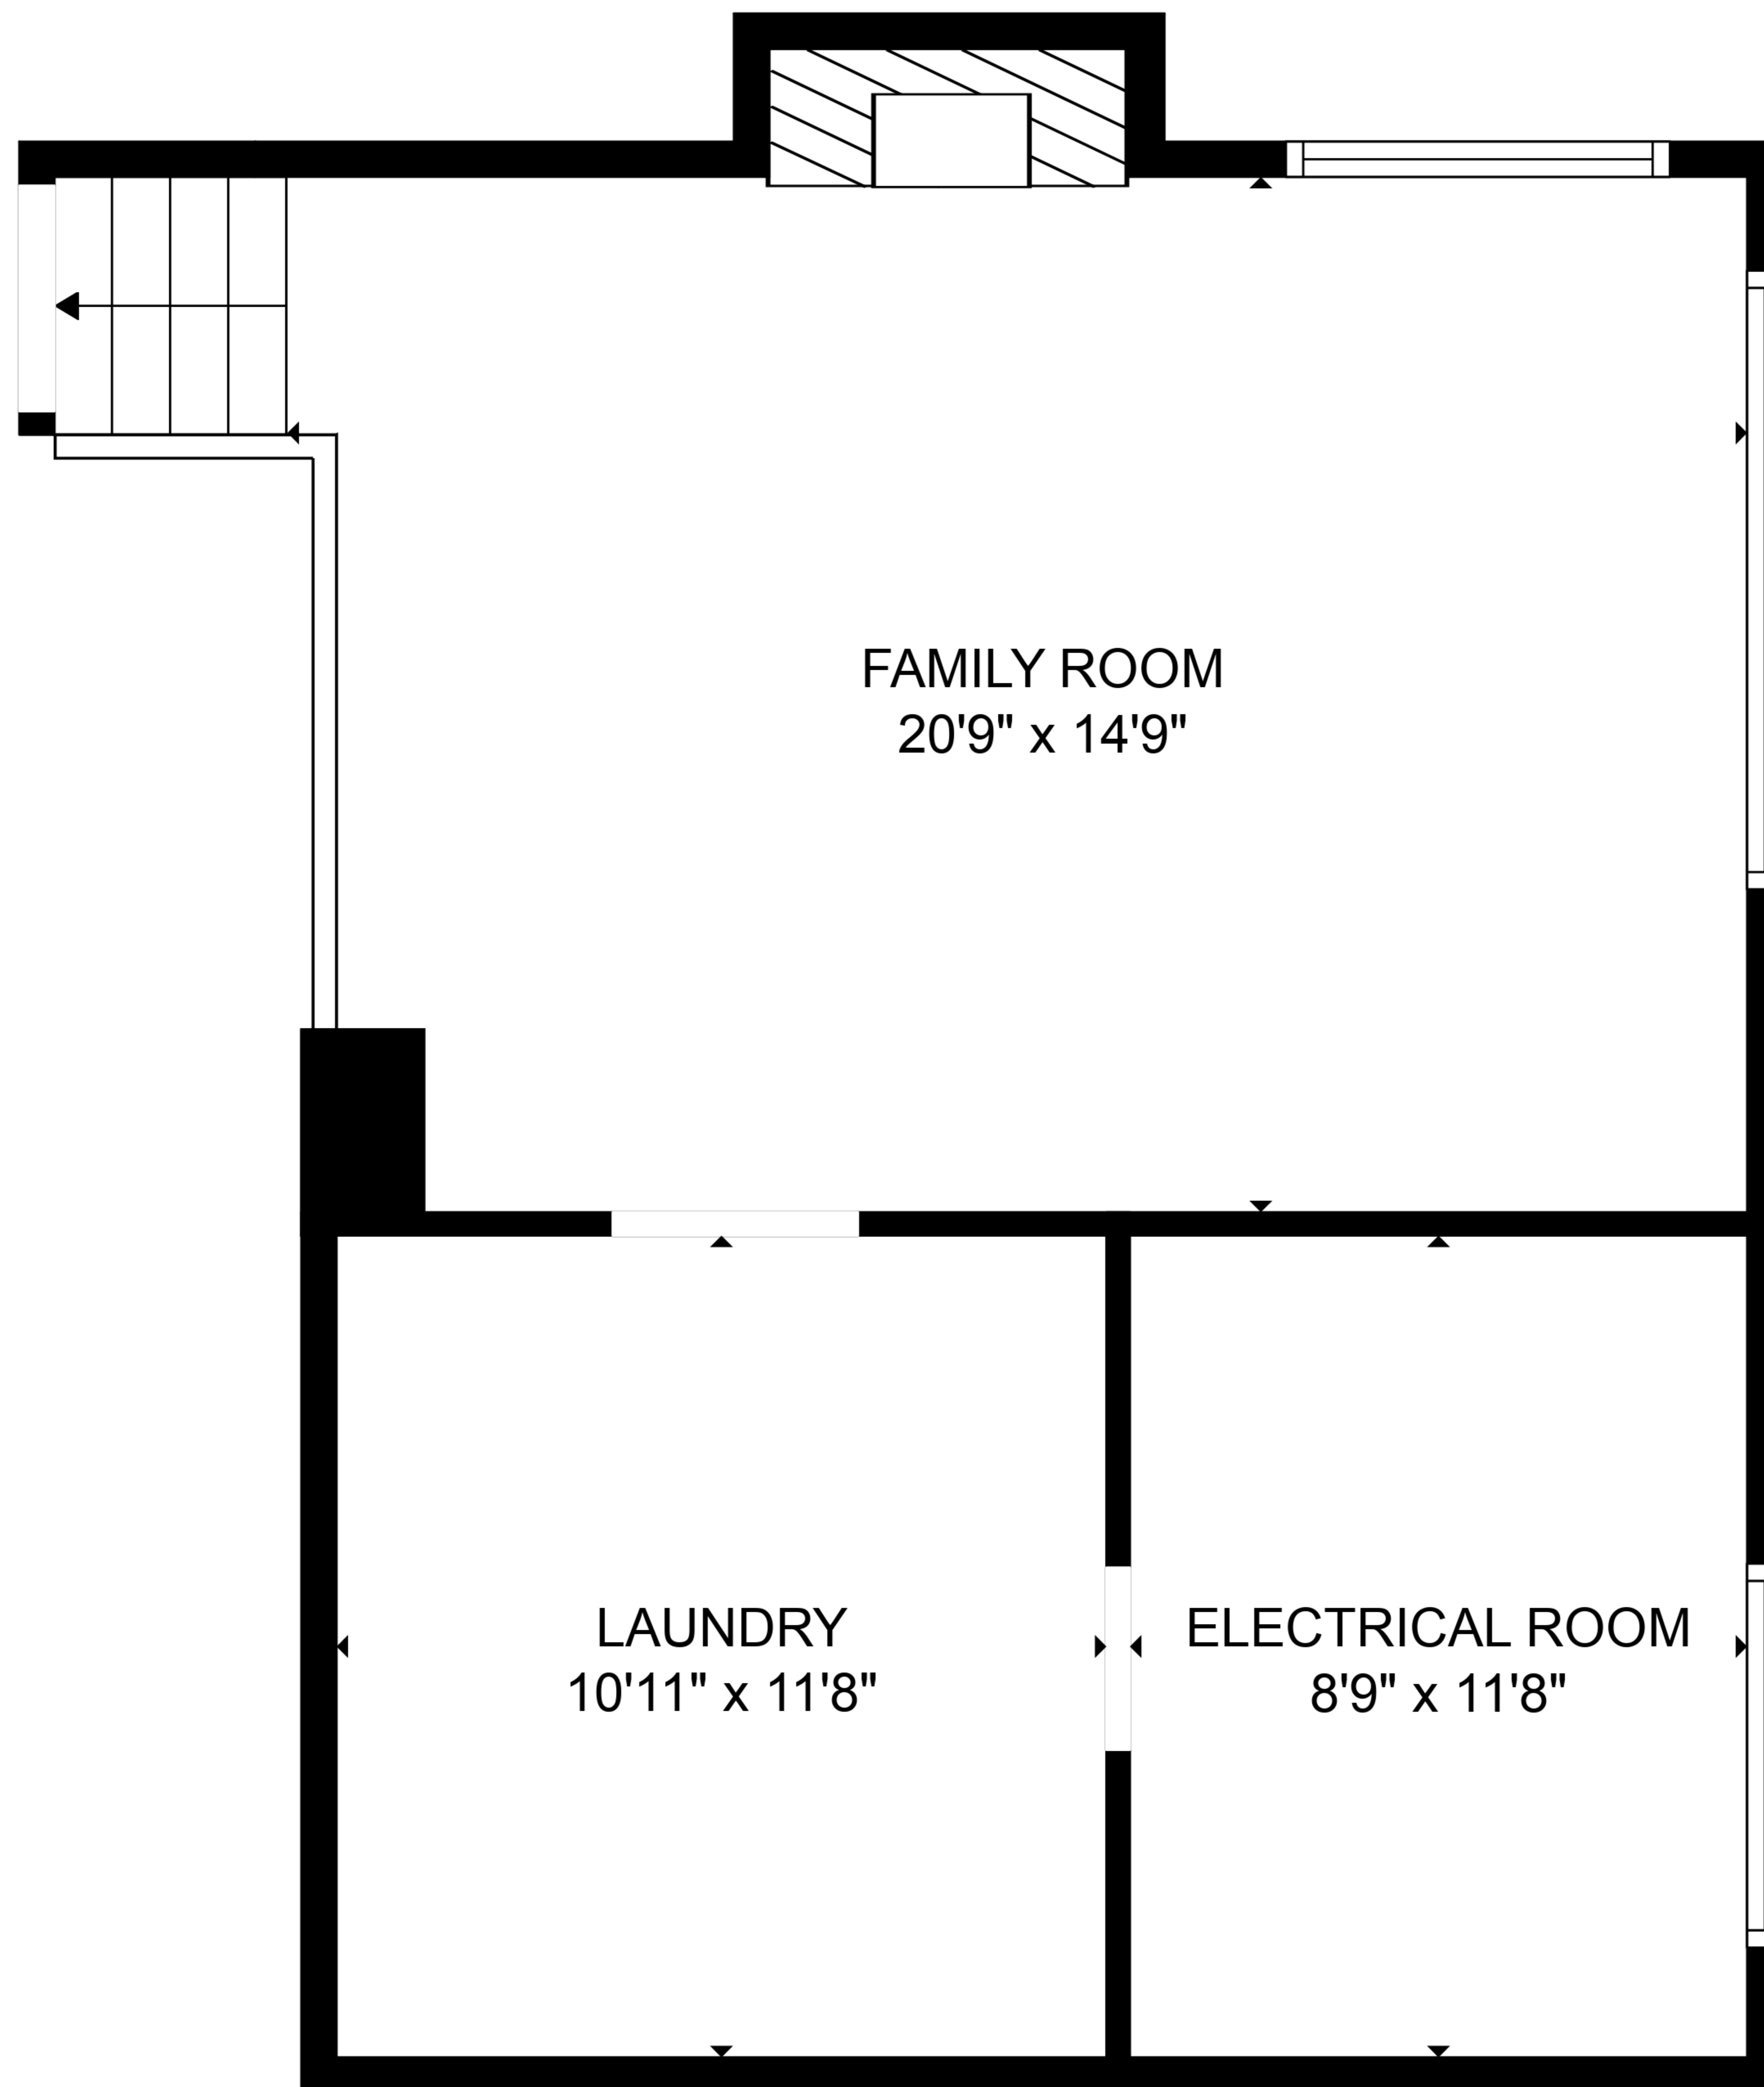 FAMILY ROOM
20'9" x 14'9"
LAUNDRY
10'11" x 11'8"
ELECTRICAL ROOM
8'9" x 11'8"